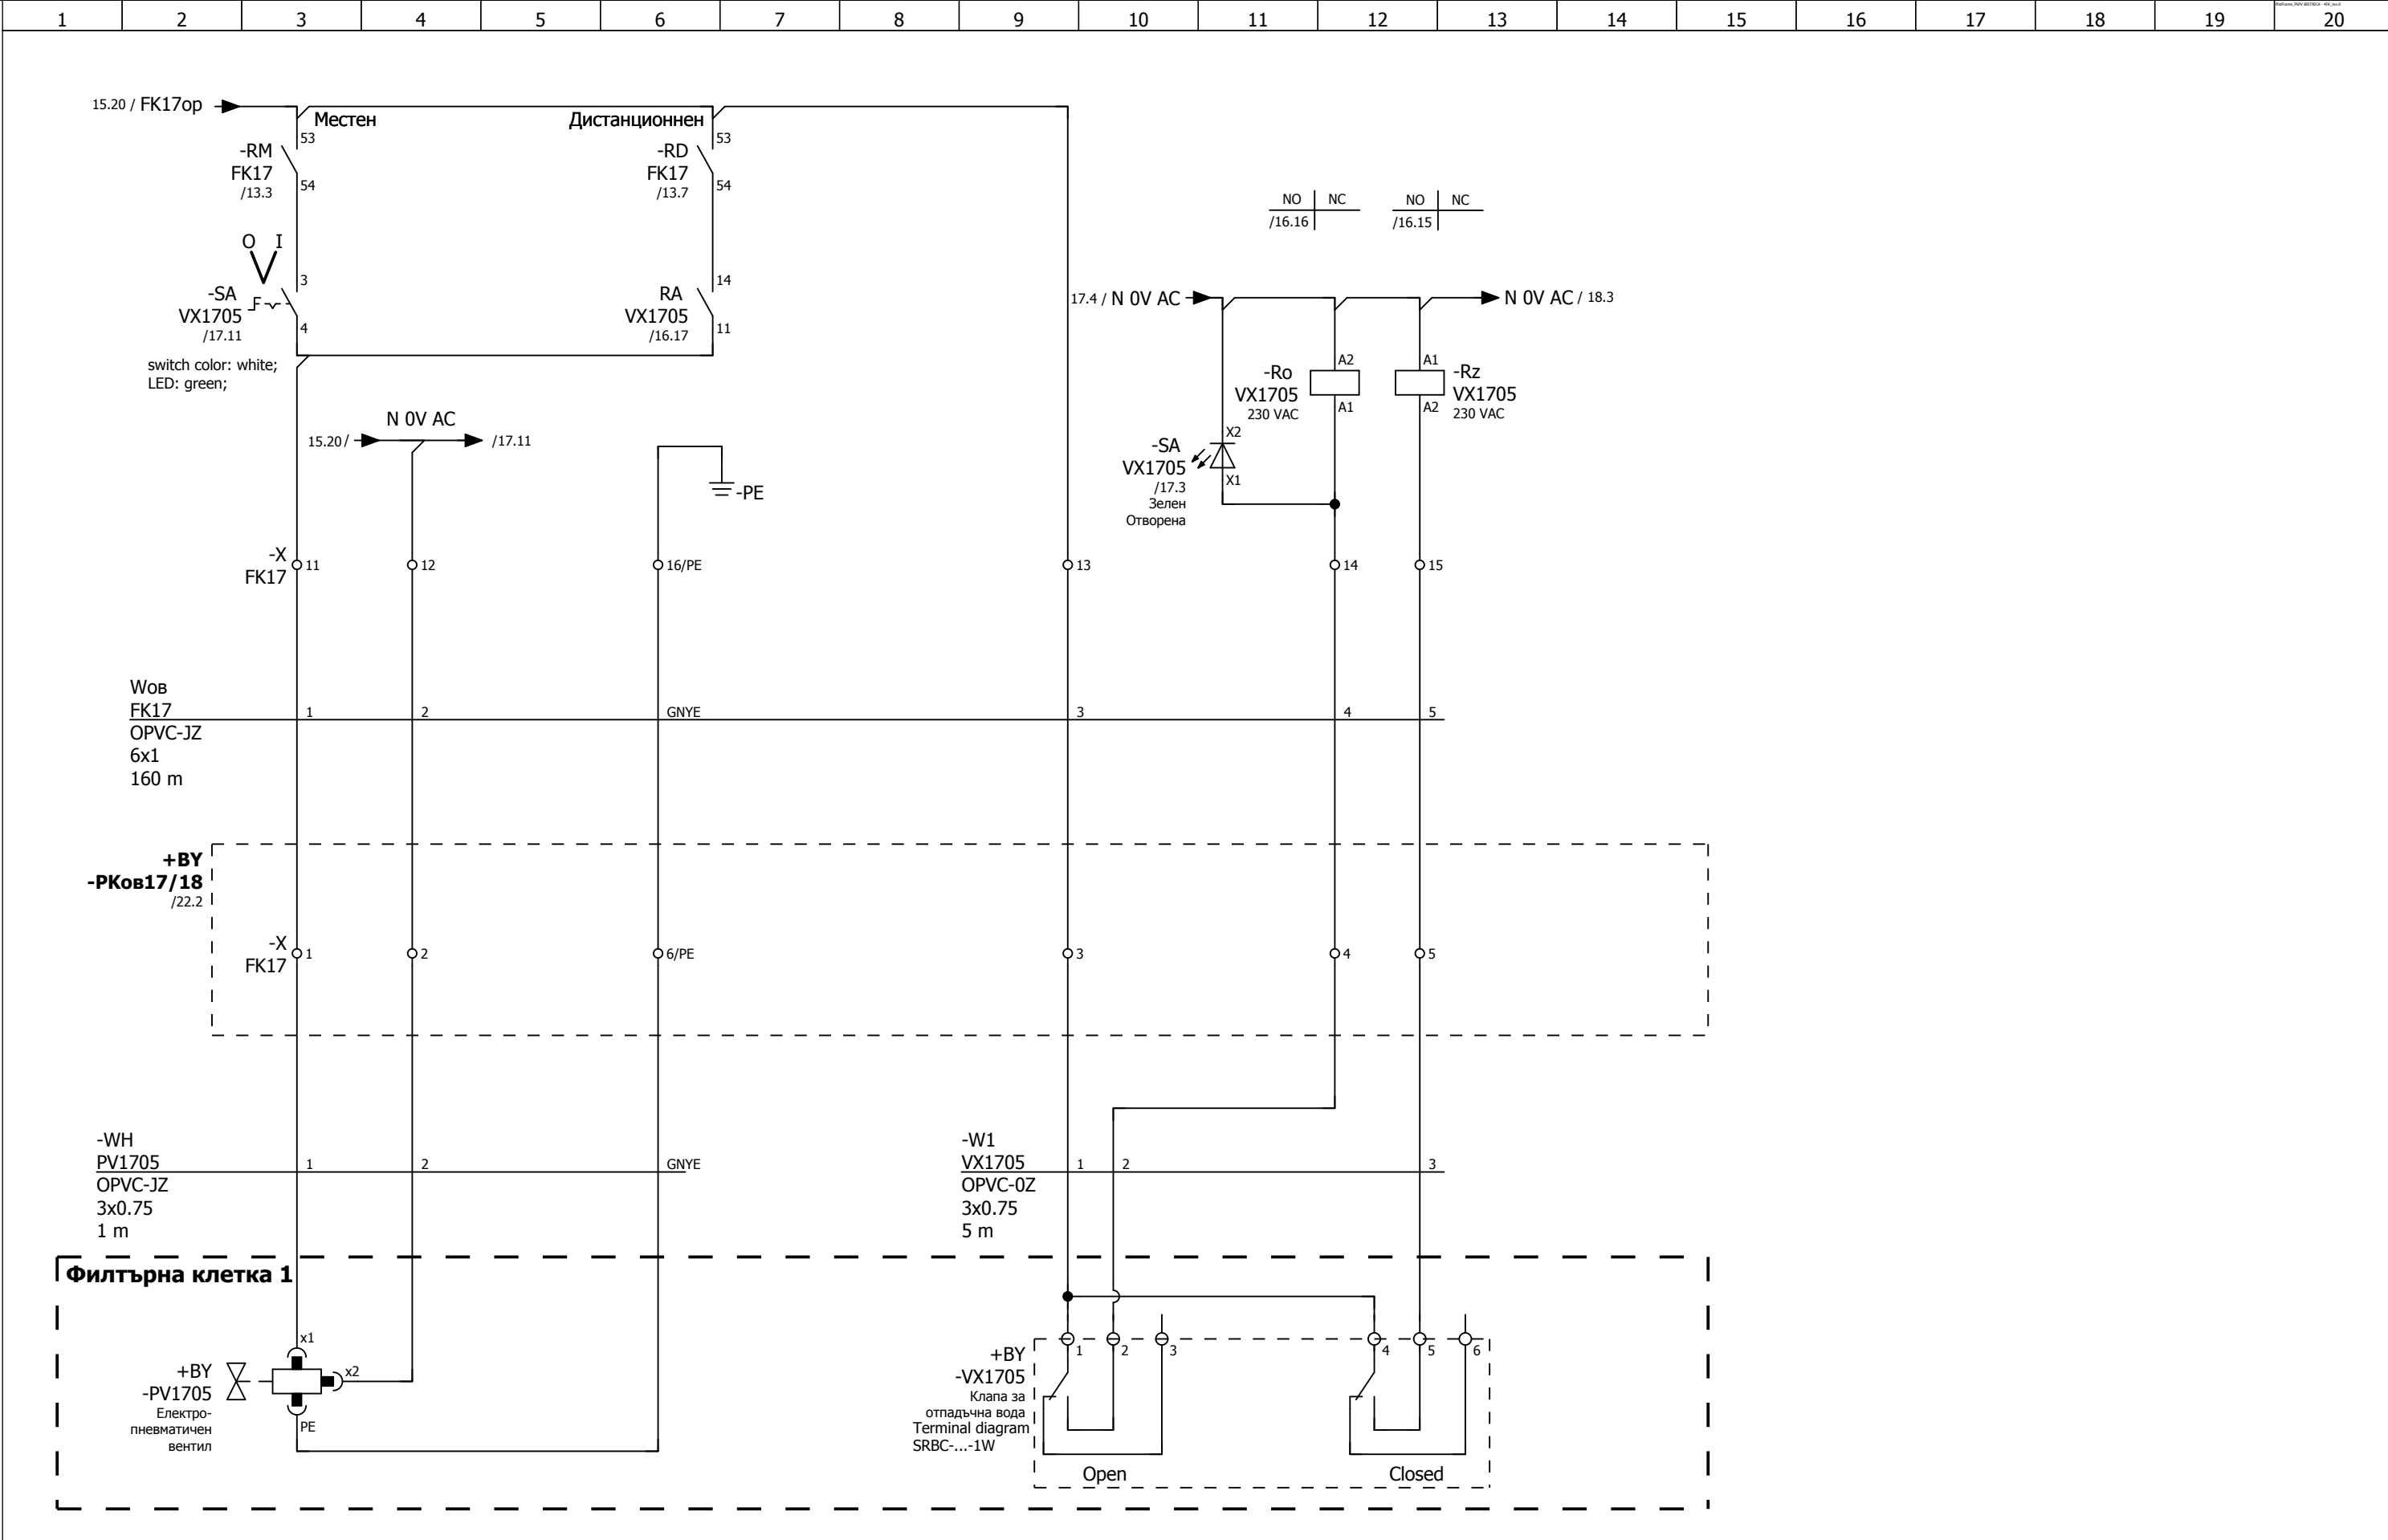 1 2 3 4 5 6 7 8 9 10 11 12 13 14 15 16 17 18 19 20
15.20 / FK17op
Местен
Дистанционнен
53
-RM
FK17
/13.3
54
53
-RD
FK17
/13.7
54
NO NC
/16.16
NO NC
/16.15
O I
3
-SA
VX1705
/17.11
4
switch color: white;
LED: green;
14
RA
VX1705
/16.17
11
17.4 / N 0V AC
N 0V AC / 18.3
A2
-Ro
VX1705
230 VAC
A1
A1
-Rz
VX1705
230 VAC
A2
N 0V AC
15.20/
/17.11
-PE
X2
-SA
VX1705
/17.3
Зелен
Отворена
X1
-X
FK17
11
12
16/PE
13
14
15
Wов
FK17
OPVC-JZ
6x1
160 m
1
2
GNYE
3
4
5
+BY
-РКов17/18
/22.2
-X
FK17
1
2
6/PE
3
4
5
-WH
PV1705
OPVC-JZ
3x0.75
1 m
1
2
GNYE
-W1
VX1705
OPVC-0Z
3x0.75
5 m
1
2
3
Филтърна клетка 1
x1
x2
PE
+BY
-PV1705
Електро-
пневматичен
вентил
+BY
-VX1705
Клапа за
отпадъчна вода
Terminal diagram
SRBC-...-1W
1
2
3
4
5
6
Open
Closed